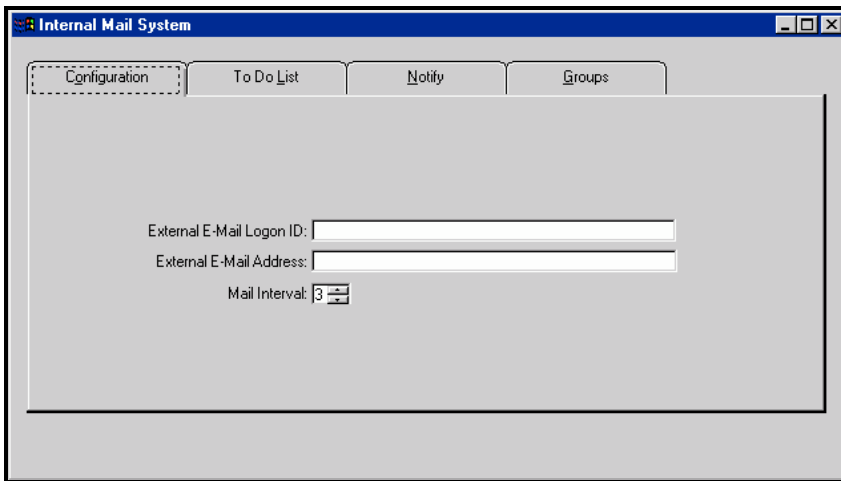 Internal Mail System
Configuration To Do List Notify Groups
External E-Mail Logon ID:
External E-Mail Address:
Mail Interval: 3